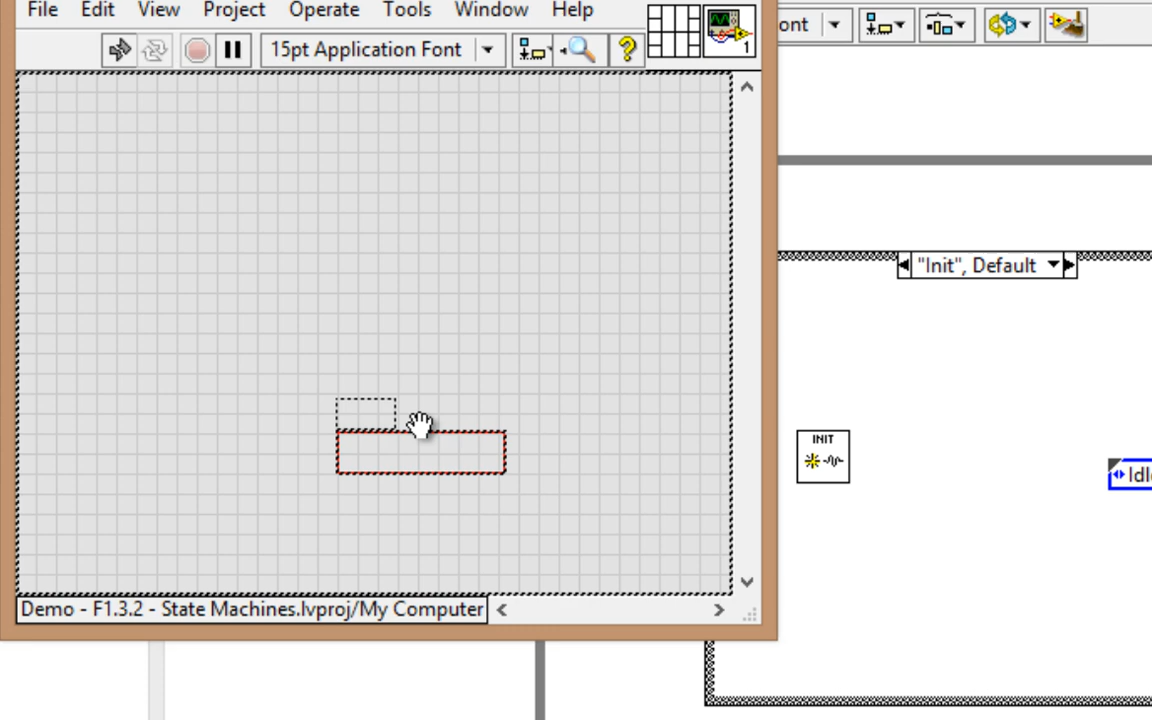 File Edit View Project Operate Tools Window Help
15pt Application Font
1
ont
"Init", Default
INIT
Demo - F1.3.2 - State Machines.lvproj/My Computer